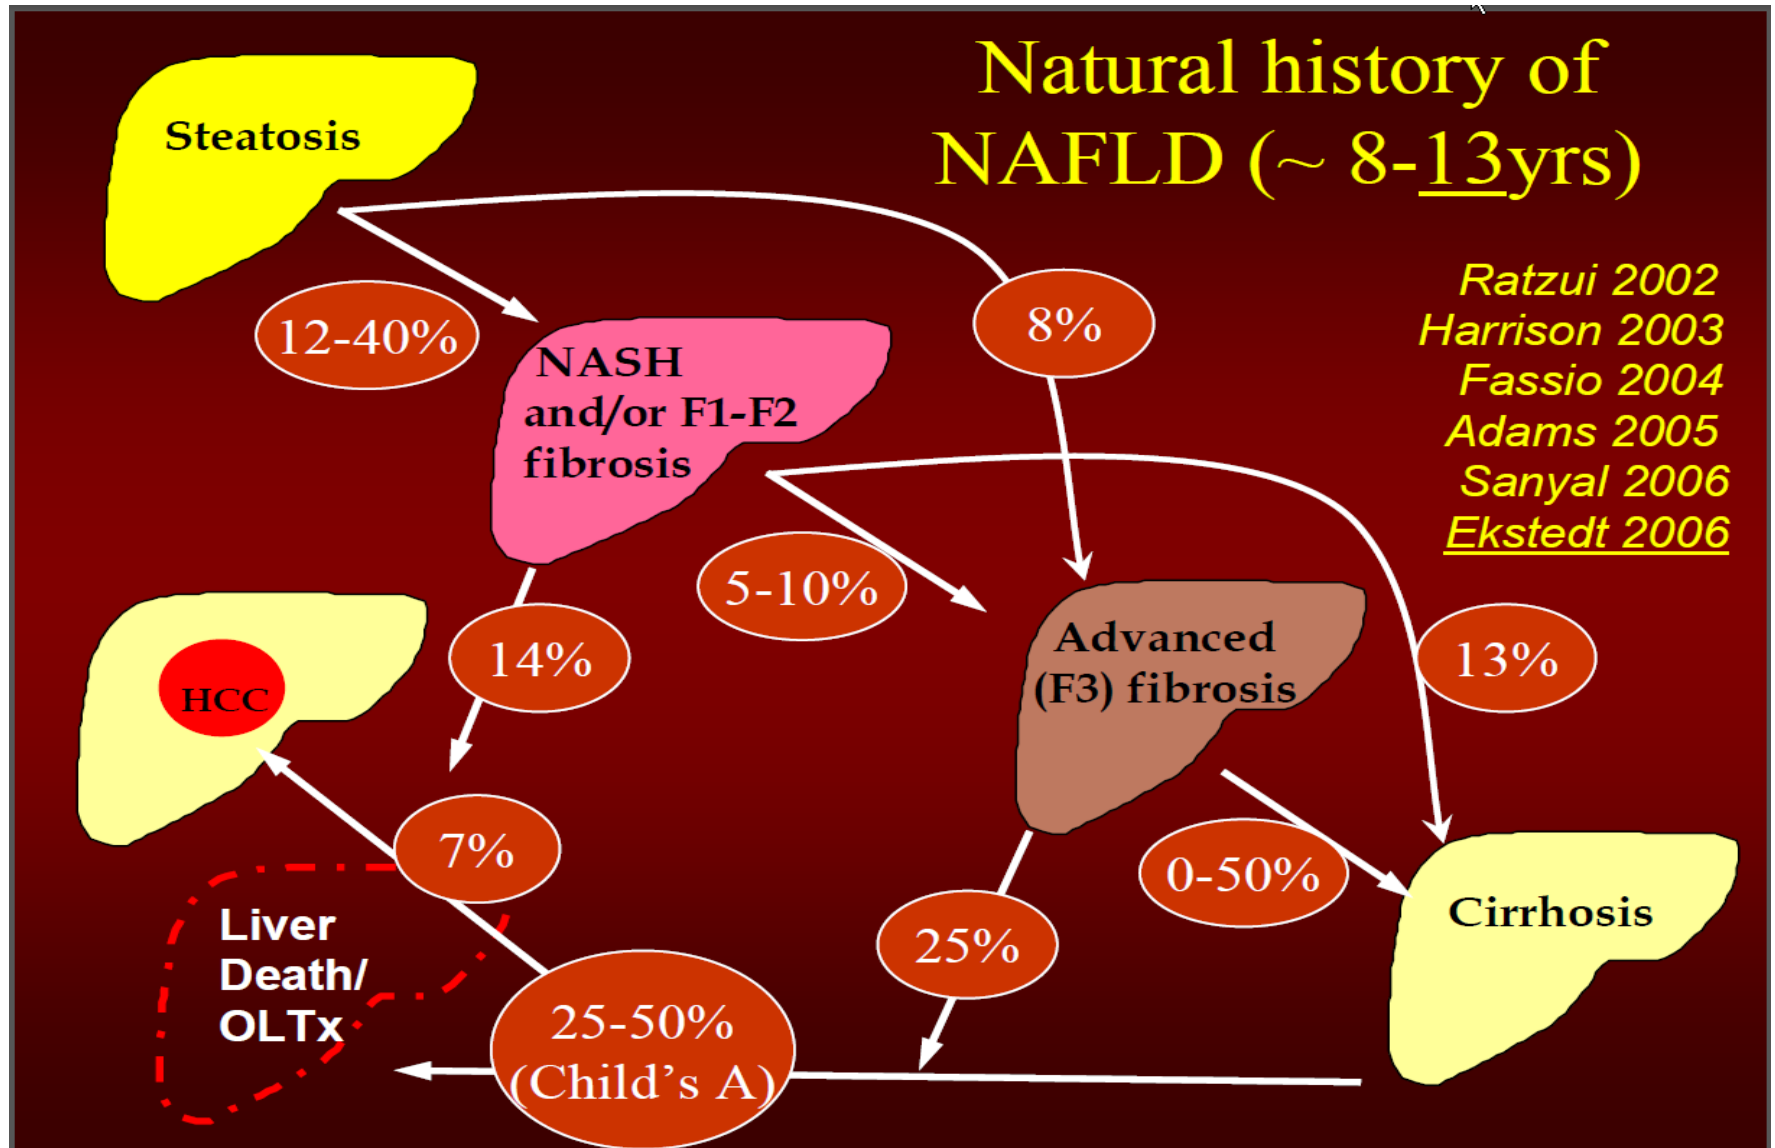 Natural history of
NAFLD (~ 8-13yrs)
Steatosis
Ratzui 2002
Harrison 2003
Fassio 2004
Adams 2005
Sanyal 2006
Ekstedt 2006
12-40%
8%
NASH
and/or F1-F2
fibrosis
5-10%
14%
13%
Advanced
(F3) fibrosis
HCC
7%
0-50%
Cirrhosis
25%
Liver
Death/
OLTx
25-50%
(Child's A)